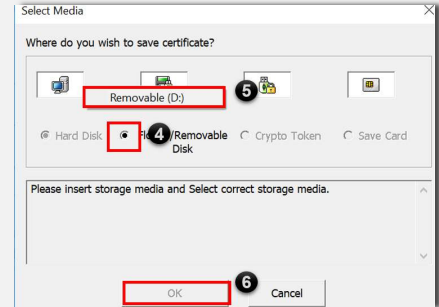 Select Media
Where do you wish to save certificate?
Removable (D:)
5
Hard Disk
4
/Removable
Disk
Crypto Token
Save Card
Please insert storage media and Select correct storage media.
OK
6
Cancel